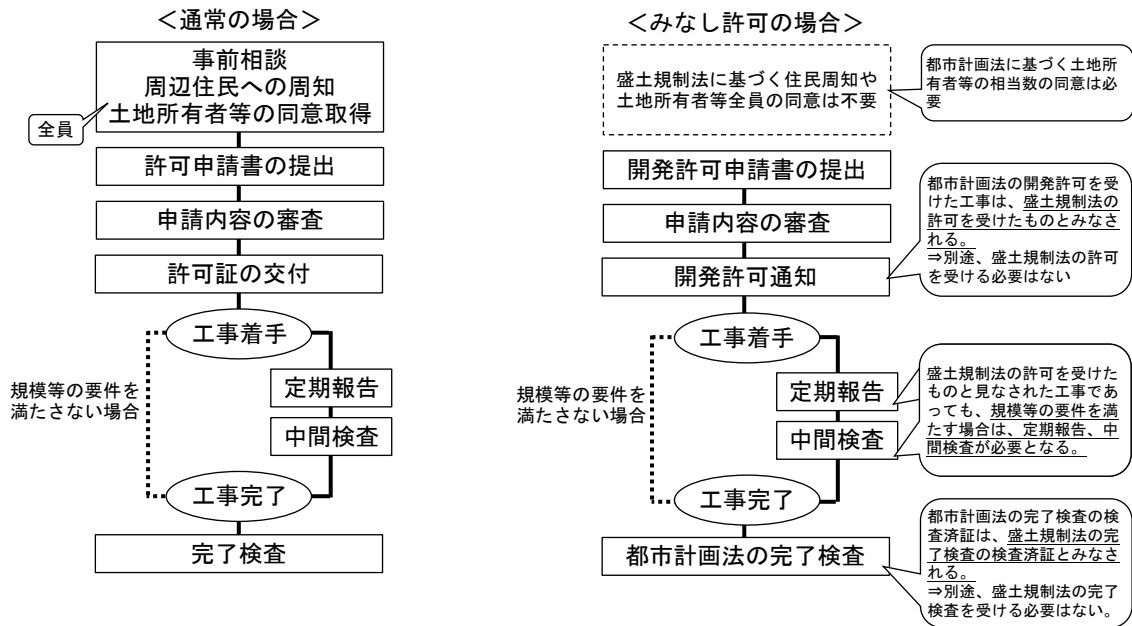 ＜通常の場合＞
事前相談
周辺住民への周知
土地所有者等の同意取得
全員
許可申請書の提出
申請内容の審査
許可証の交付
工事着手
規模等の要件を
満たさない場合
定期報告
中間検査
工事完了
完了検査
＜みなし許可の場合＞
盛土規制法に基づく住民周知や
土地所有者等全員の同意は不要
都市計画法に基づく土地所
有者等の相当数の同意は必
要
開発許可申請書の提出
申請内容の審査
開発許可通知
都市計画法の開発許可を受
けた工事は、盛土規制法の
許可を受けたものとみなさ
れる。
⇒別途、盛土規制法の許可
を受ける必要はない
工事着手
規模等の要件を
満たさない場合
定期報告
中間検査
盛土規制法の許可を受けた
ものと見なされた工事であ
っても、規模等の要件を満
たす場合は、定期報告、中
間検査が必要となる。
工事完了
都市計画法の完了検査
都市計画法の完了検査の検
査済証は、盛土規制法の完
了検査の検査済証とみなさ
れる。
⇒別途、盛土規制法の完了
検査を受ける必要はない。